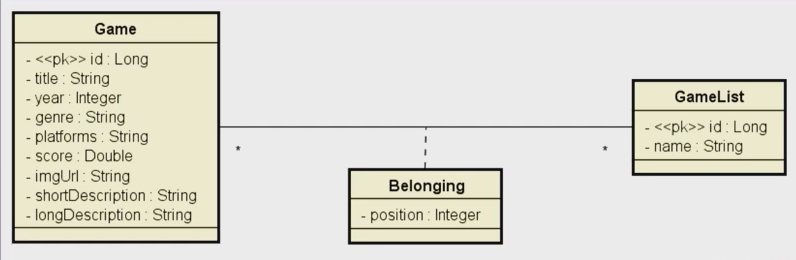 Game
- <<pk>> id : Long
- title : String
- year : Integer
- genre : String
- platforms : String
- score : Double
- imgUrl : String
- shortDescription : String
- longDescription : String
*
*
Belonging
- position : Integer
GameList
- <<pk>> id : Long
- name : String